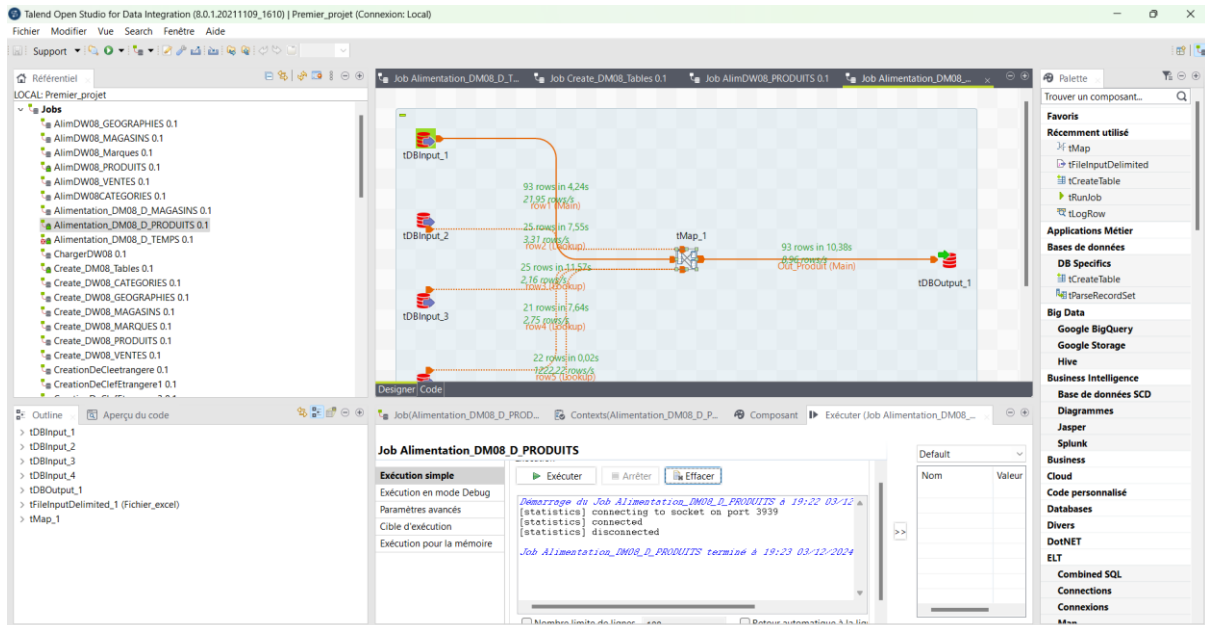 Talend Open Studio for Data Integration (8.0.1.20211109_1610) | Premier_projet (Connexion: Local)
Fichier Modifier Vue Search Fenêtre Aide
Support
Référentiel
LOCAL: Premier_projet
Jobs
AlimDW08_GEOGRAPHIES 0.1
AlimDW08_MAGASINS 0.1
AlimDW08_Marques 0.1
AlimDW08_PRODUITS 0.1
AlimDW08_VENTES 0.1
AlimDW08CATEGORIES 0.1
Alimentation_DM08_D_MAGASINS 0.1
Alimentation_DM08_D_PRODUITS 0.1
Alimentation_DM08_D_TEMPS 0.1
ChargerDW08 0.1
Create_DM08_Tables 0.1
Create_DW08_CATEGORIES 0.1
Create_DW08_GEOGRAPHIES 0.1
Create_DW08_MAGASINS 0.1
Create_DW08_MARQUES 0.1
Create_DW08_PRODUITS 0.1
Create_DW08_VENTES 0.1
CreationDeCleetrangere 0.1
CreationDeClefEtrangere1 0.1
Job Alimentation_DM08_D_T... Job Create_DM08_Tables 0.1 Job AlimDW08_PRODUITS 0.1 Job Alimentation_DM08_...
tDBInput_1
93 rows in 4,24s
21,95 rows/s
row1 (Main)
tDBInput_2
25 rows in 7,55s
3,31 rows/s
row2 (Lookup)
tMap_1
93 rows in 10,38s
8,96 rows/s
Out_Produit (Main)
tDBOutput_1
25 rows in 11,57s
2,16 rows/s
row3 (Lookup)
tDBInput_3
21 rows in 7,64s
2,75 rows/s
row4 (Lookup)
22 rows in 0,02s
1222,22 rows/s
row5 (Lookup)
Designer Code
Palette
Trouver un composant...
Favoris
Récemment utilisé
tMap
tFileInputDelimited
tCreateTable
tRunJob
tLogRow
Applications Métier
Bases de données
DB Specifics
tCreateTable
tParseRecordSet
Big Data
Google BigQuery
Google Storage
Hive
Business Intelligence
Base de données SCD
Diagrammes
Jasper
Splunk
Business
Cloud
Code personnalisé
Databases
Divers
DotNET
ELT
Combined SQL
Connections
Connexions
Map
Outline Aperçu du code
tDBInput_1
tDBInput_2
tDBInput_3
tDBInput_4
tDBOutput_1
tFileInputDelimited_1 (Fichier_excel)
tMap_1
Job(Alimentation_DM08_D_PROD... Contexts(Alimentation_DM08_D_P... Composant Exécuter (Job Alimentation_DM08_...
Job Alimentation_DM08_D_PRODUITS
Exécution simple
Exécution en mode Debug
Paramètres avancés
Cible d'exécution
Exécution pour la mémoire
Exécuter Arrêter Effacer
Démarrage du Job Alimentation_DM08_D_PRODUITS à 19:22 03/12
[statistics] connecting to socket on port 3939
[statistics] connected
[statistics] disconnected
Job Alimentation_DM08_D_PRODUITS terminé à 19:23 03/12/2024
Nombre limite de lignes 100 Retour automatique à la lign
>>
Default
Nom Valeur